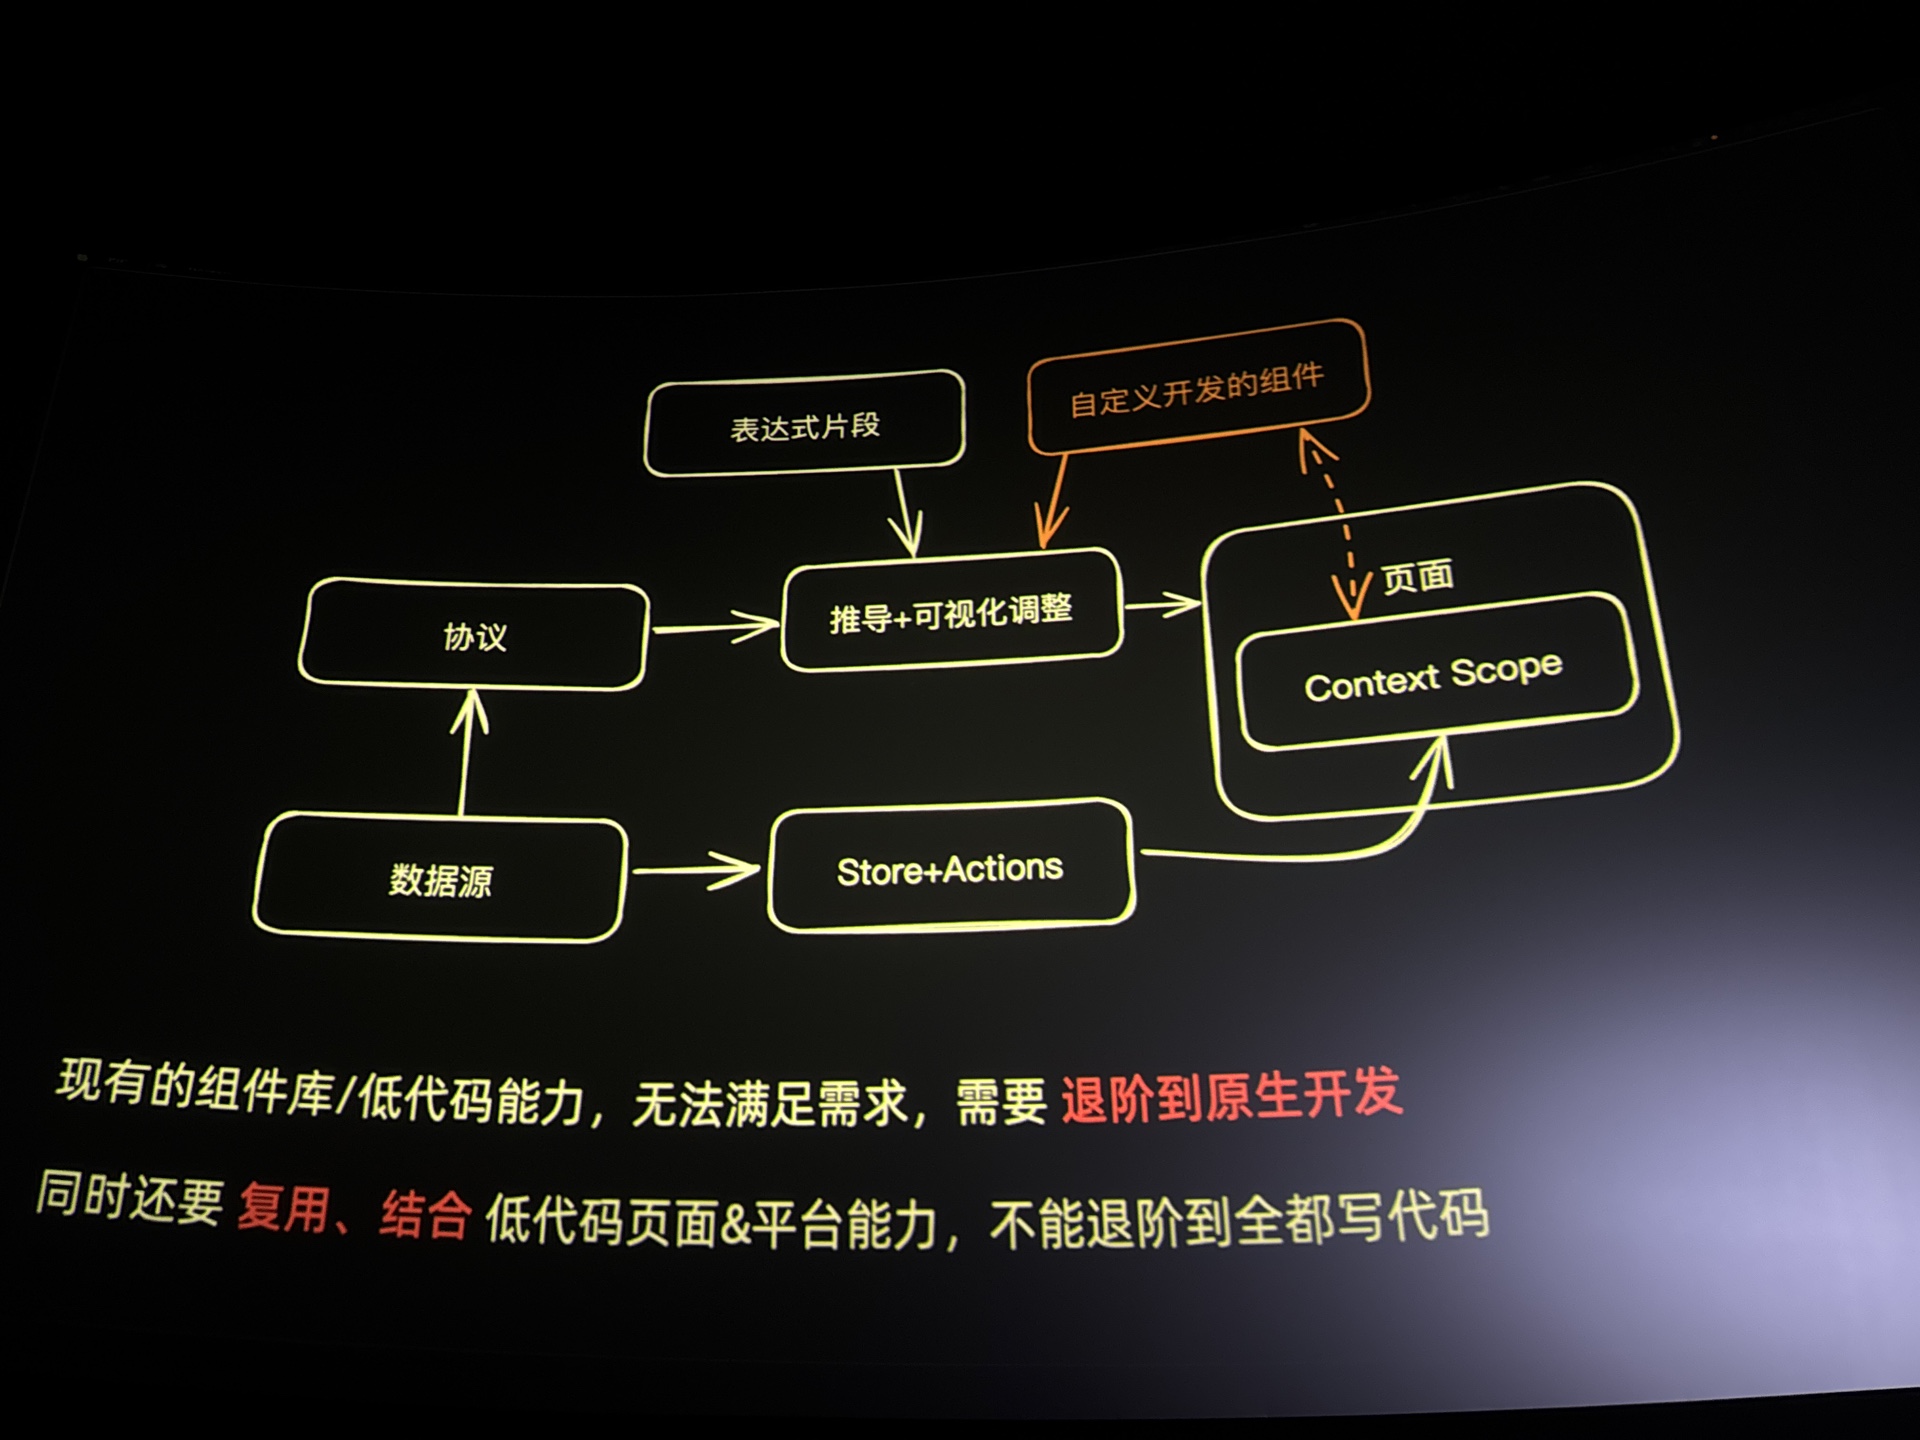 表达式片段
自定义开发的组件
协议
推导+可视化调整
页面
Context Scope
数据源
Store+Actions
现有的组件库/低代码能力，无法满足需求，需要 退阶到原生开发
同时还要 复用、结合 低代码页面&平台能力，不能退阶到全都写代码